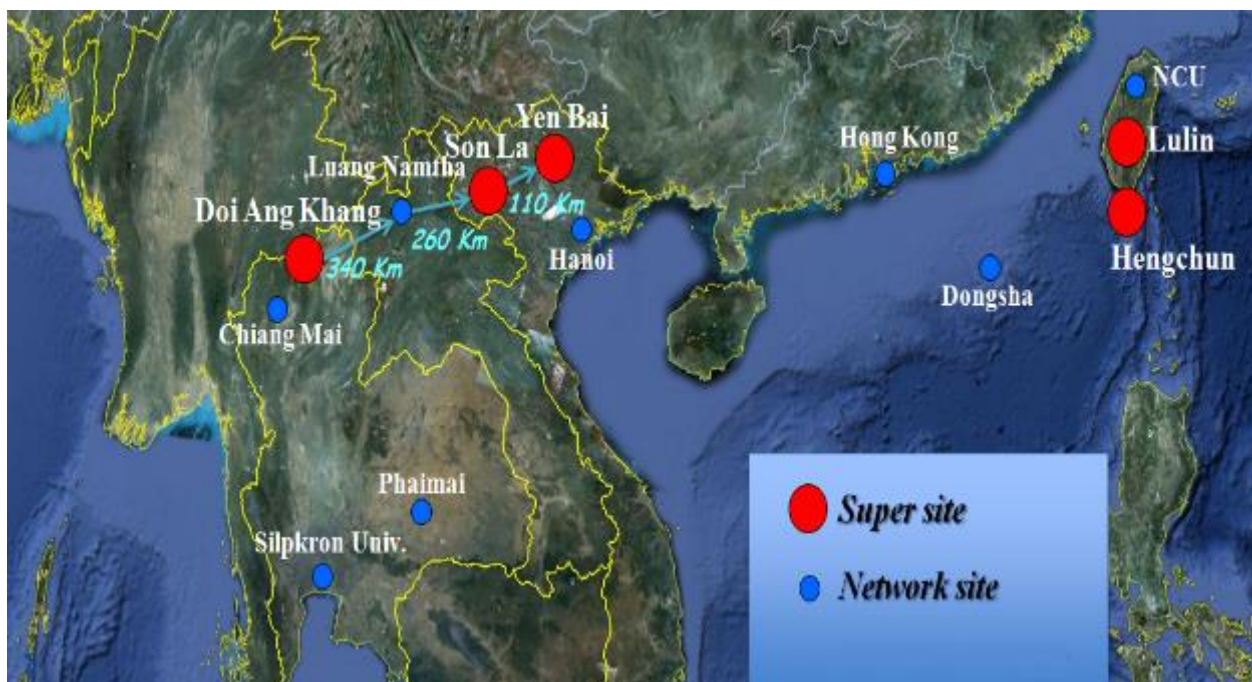 NCU
Yen Bai
Hong Kong
Lulin
Son La
Luang Namtha
Doi Ang Khang
110 Km
260 Km
Hanoi
340 Km
Hengchun
Dongsha
Chiang Mai
Phaimai
Super site
Silpkron Univ.
Network site